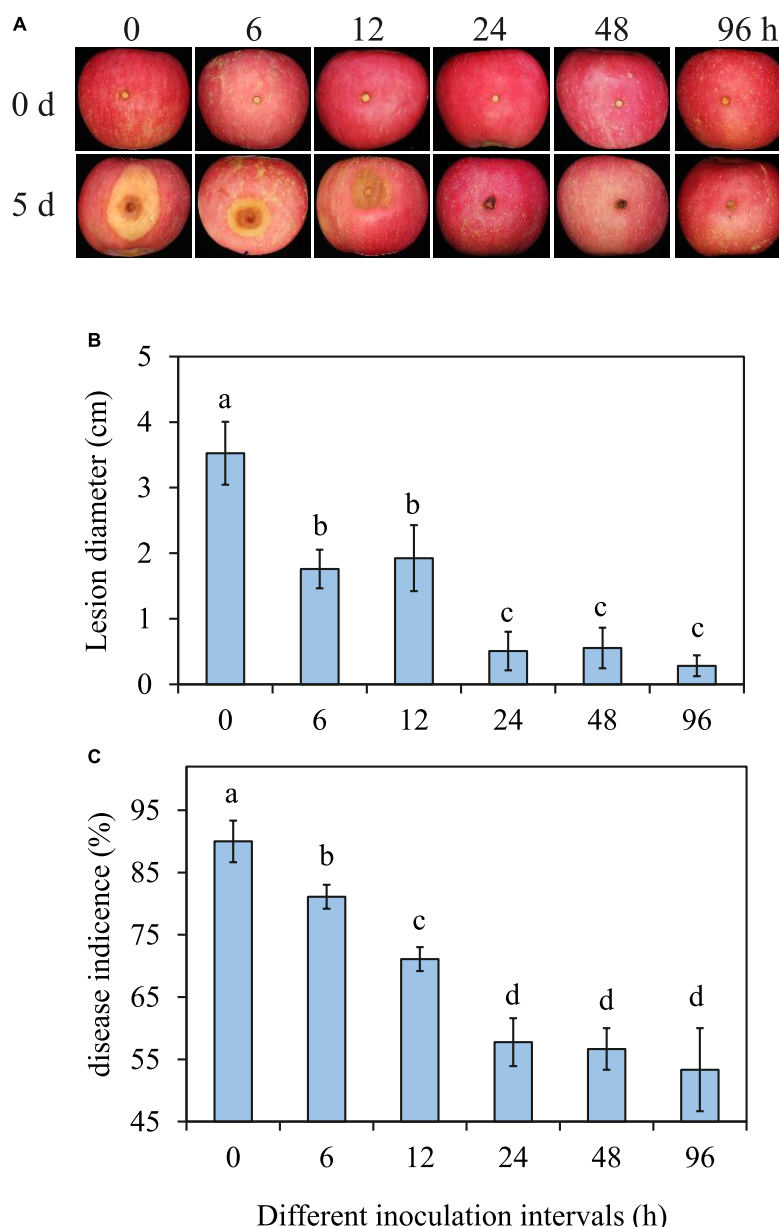 A
0 6 12 24 48 96 h
0 d
5 d
B
5
4
3
2
1
0
Lesion diameter (cm)
a b b c c c
0 6 12 24 48 96
C
95
85
75
65
55
45
disease indicence (%)
a b c d d d
0 6 12 24 48 96
Different inoculation intervals (h)